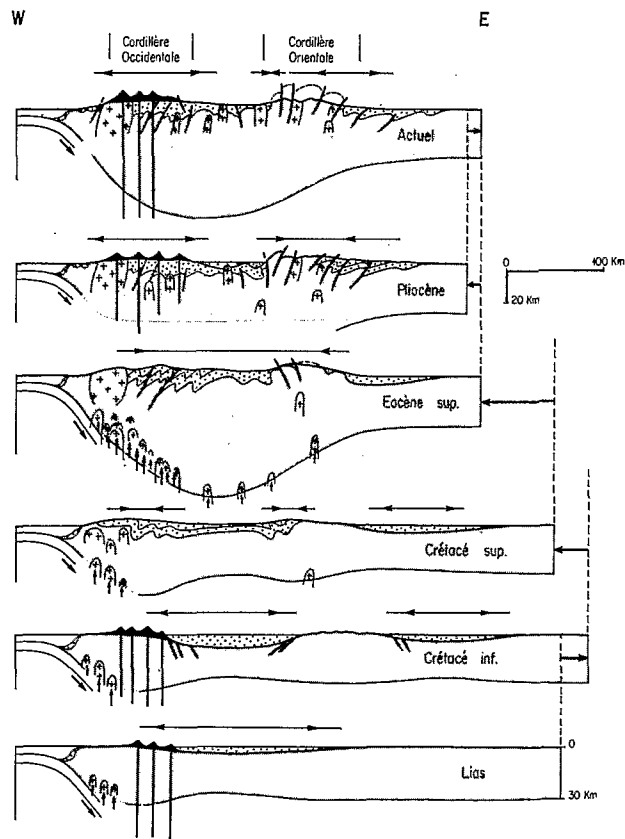 W
E
Cordillère
Occidentale
Cordillère
Orientale
Actuel
0 400 Km
20 Km
Pliocène
Eocène sup.
Crétacé sup.
Crétacé inf.
0
Lias
30 Km